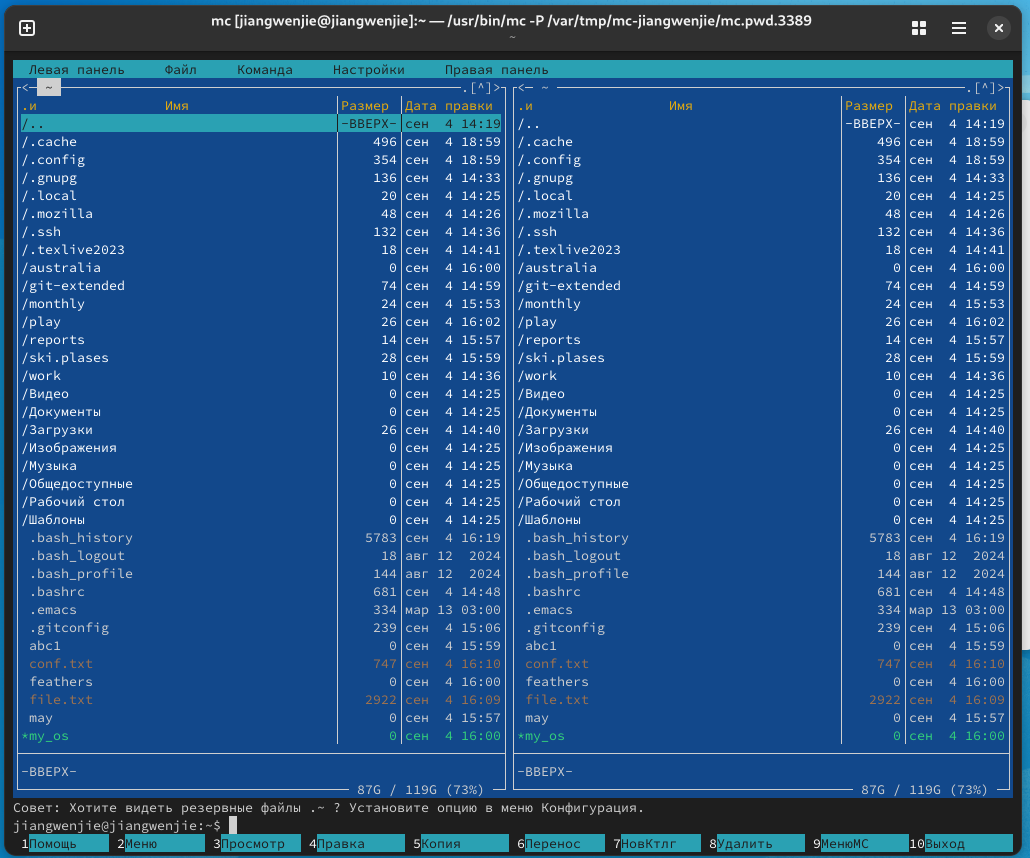 mc [jiangwenjie@jiangwenjie]:~ — /usr/bin/mc -P /var/tmp/mc-jiangwenjie/mc.pwd.3389
~
Левая панель Файл Команда Настройки Правая панель
<─ ~ .[^]> <─ ~ .[^]>
.и Имя Размер Дата правки .и Имя Размер Дата правки
/.. -ВВЕРХ- сен 4 14:19 /.. -ВВЕРХ- сен 4 14:19
/.cache 496 сен 4 18:59 /.cache 496 сен 4 18:59
/.config 354 сен 4 18:59 /.config 354 сен 4 18:59
/.gnupg 136 сен 4 14:33 /.gnupg 136 сен 4 14:33
/.local 20 сен 4 14:25 /.local 20 сен 4 14:25
/.mozilla 48 сен 4 14:26 /.mozilla 48 сен 4 14:26
/.ssh 132 сен 4 14:36 /.ssh 132 сен 4 14:36
/.texlive2023 18 сен 4 14:41 /.texlive2023 18 сен 4 14:41
/australia 0 сен 4 16:00 /australia 0 сен 4 16:00
/git-extended 74 сен 4 14:59 /git-extended 74 сен 4 14:59
/monthly 24 сен 4 15:53 /monthly 24 сен 4 15:53
/play 26 сен 4 16:02 /play 26 сен 4 16:02
/reports 14 сен 4 15:57 /reports 14 сен 4 15:57
/ski.plases 28 сен 4 15:59 /ski.plases 28 сен 4 15:59
/work 10 сен 4 14:36 /work 10 сен 4 14:36
/Видео 0 сен 4 14:25 /Видео 0 сен 4 14:25
/Документы 0 сен 4 14:25 /Документы 0 сен 4 14:25
/Загрузки 26 сен 4 14:40 /Загрузки 26 сен 4 14:40
/Изображения 0 сен 4 14:25 /Изображения 0 сен 4 14:25
/Музыка 0 сен 4 14:25 /Музыка 0 сен 4 14:25
/Общедоступные 0 сен 4 14:25 /Общедоступные 0 сен 4 14:25
/Рабочий стол 0 сен 4 14:25 /Рабочий стол 0 сен 4 14:25
/Шаблоны 0 сен 4 14:25 /Шаблоны 0 сен 4 14:25
.bash_history 5783 сен 4 16:19 .bash_history 5783 сен 4 16:19
.bash_logout 18 авг 12 2024 .bash_logout 18 авг 12 2024
.bash_profile 144 авг 12 2024 .bash_profile 144 авг 12 2024
.bashrc 681 сен 4 14:48 .bashrc 681 сен 4 14:48
.emacs 334 мар 13 03:00 .emacs 334 мар 13 03:00
.gitconfig 239 сен 4 15:06 .gitconfig 239 сен 4 15:06
abc1 0 сен 4 15:59 abc1 0 сен 4 15:59
conf.txt 747 сен 4 16:10 conf.txt 747 сен 4 16:10
feathers 0 сен 4 16:00 feathers 0 сен 4 16:00
file.txt 2922 сен 4 16:09 file.txt 2922 сен 4 16:09
may 0 сен 4 15:57 may 0 сен 4 15:57
*my_os 0 сен 4 16:00 *my_os 0 сен 4 16:00
-ВВЕРХ- -ВВЕРХ-
87G / 119G (73%) 87G / 119G (73%)
Совет: Хотите видеть резервные файлы .~ ? Установите опцию в меню Конфигурация.
jiangwenjie@jiangwenjie:~$
1Помощь 2Меню 3Просмотр 4Правка 5Копия 6Перенос 7НовКтлг 8Удалить 9МенюМС 10Выход